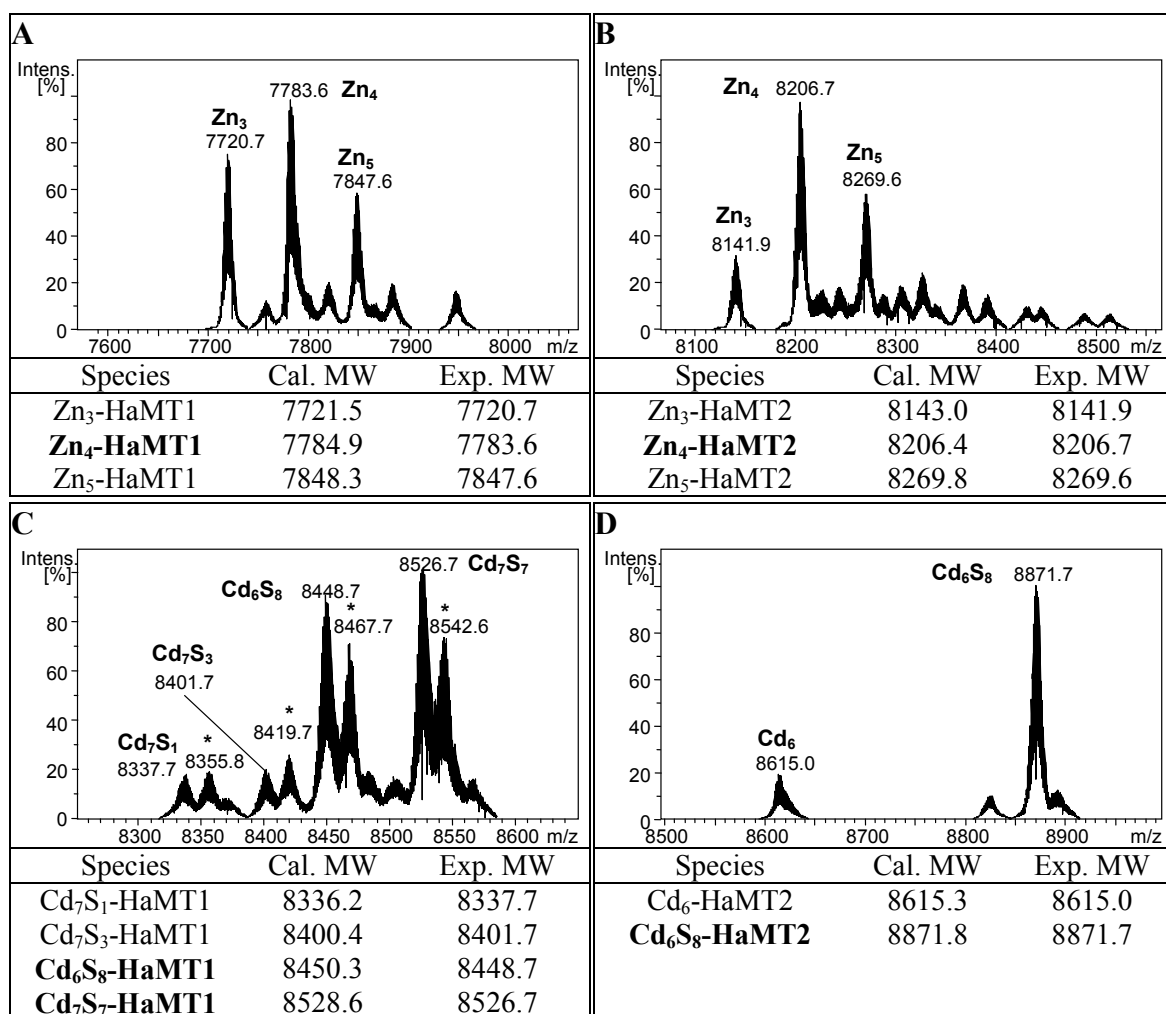 A
Intens.
[%]
80
60
40
20
0
Zn₃
7720.7
7783.6 Zn₄
Zn₅
7847.6
7600 7700 7800 7900 8000 m/z
Species Cal. MW Exp. MW
Zn₃-HaMT1 7721.5 7720.7
Zn₄-HaMT1 7784.9 7783.6
Zn₅-HaMT1 7848.3 7847.6
B
Intens.
[%]
80
60
40
20
0
Zn₄ 8206.7
Zn₅
8269.6
Zn₃
8141.9
8100 8200 8300 8400 8500 m/z
Species Cal. MW Exp. MW
Zn₃-HaMT2 8143.0 8141.9
Zn₄-HaMT2 8206.4 8206.7
Zn₅-HaMT2 8269.8 8269.6
C
Intens.
[%]
80
60
40
20
0
8526.7 Cd₇S₇
Cd₆S₈
8448.7
*
8467.7
*
8542.6
Cd₇S₃
8401.7
*
8419.7
Cd₇S₁
8337.7
*
8355.8
8300 8350 8400 8450 8500 8550 8600 m/z
Species Cal. MW Exp. MW
Cd₇S₁-HaMT1 8336.2 8337.7
Cd₇S₃-HaMT1 8400.4 8401.7
Cd₆S₈-HaMT1 8450.3 8448.7
Cd₇S₇-HaMT1 8528.6 8526.7
D
Intens.
[%]
80
60
40
20
0
Cd₆S₈ 8871.7
Cd₆
8615.0
8500 8600 8700 8800 8900 m/z
Species Cal. MW Exp. MW
Cd₆-HaMT2 8615.3 8615.0
Cd₆S₈-HaMT2 8871.8 8871.7